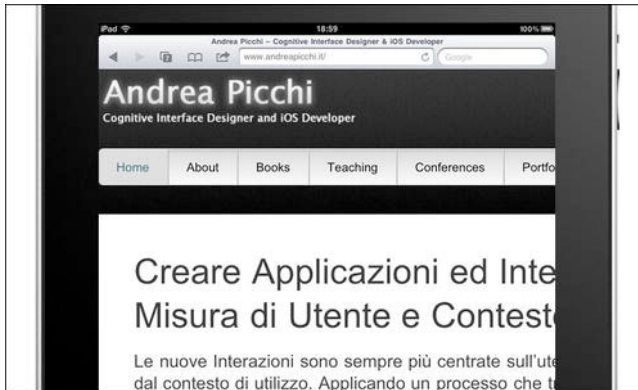 iPad 18:59 100%
Andrea Picchi – Cognitive Interface Designer & iOS Developer
www.andreapicchi.it/ Google
Andrea Picchi
Cognitive Interface Designer and iOS Developer
Home About Books Teaching Conferences Portfo
Creare Applicazioni ed Inte
Misura di Utente e Contesto
Le nuove Interazioni sono sempre più centrate sull'ute
dal contesto di utilizzo. Applicando un processo che t